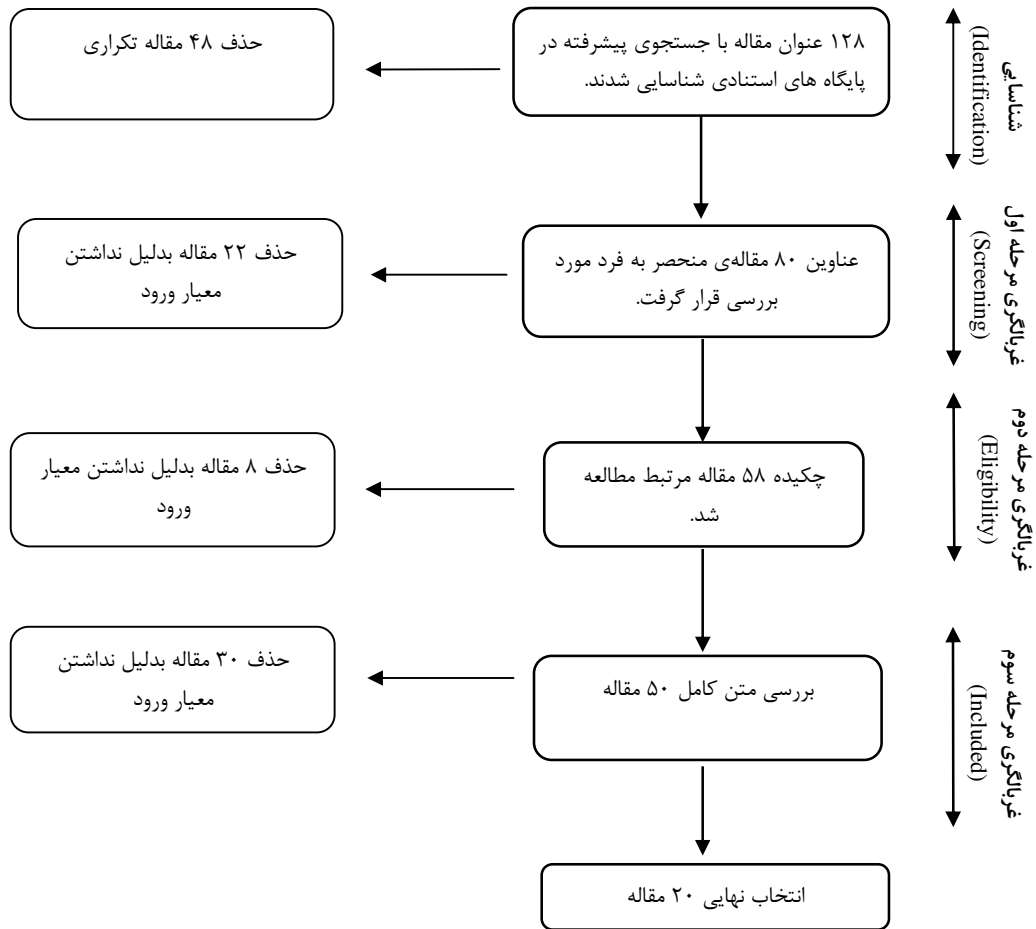 ۱۲۸ عنوان مقاله با جستجوی پیشرفته در
پایگاه های استنادی شناسایی شدند.
حذف ۴۸ مقاله تکراری
شناسایی
(Identification)
عناوین ۸۰ مقاله‌ی منحصر به فرد مورد
بررسی قرار گرفت.
حذف ۲۲ مقاله بدلیل نداشتن
معیار ورود
غربالگری مرحله اول
(Screening)
چکیده ۵۸ مقاله مرتبط مطالعه
شد.
حذف ۸ مقاله بدلیل نداشتن معیار
ورود
غربالگری مرحله دوم
(Eligibility)
بررسی متن کامل ۵۰ مقاله
حذف ۳۰ مقاله بدلیل نداشتن
معیار ورود
غربالگری مرحله سوم
(Included)
انتخاب نهایی ۲۰ مقاله